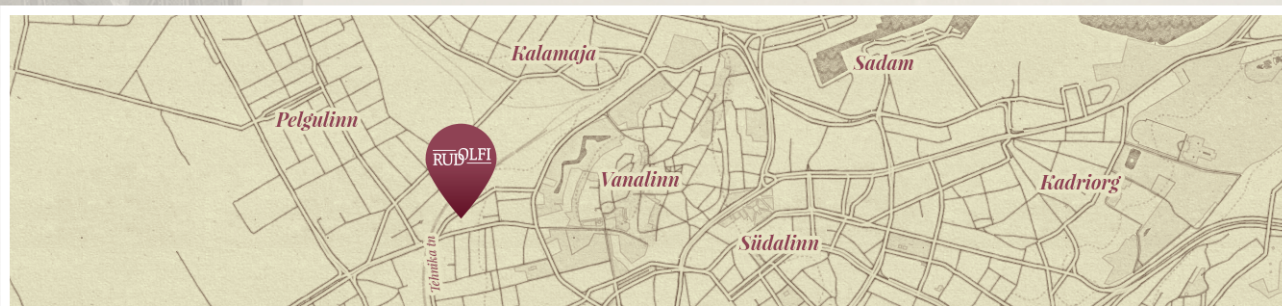 Kalamaja
Sadam
Pelgulinn
RUDOLFI
Vanalinn
Kadriorg
Südalinn
Tehnika tn